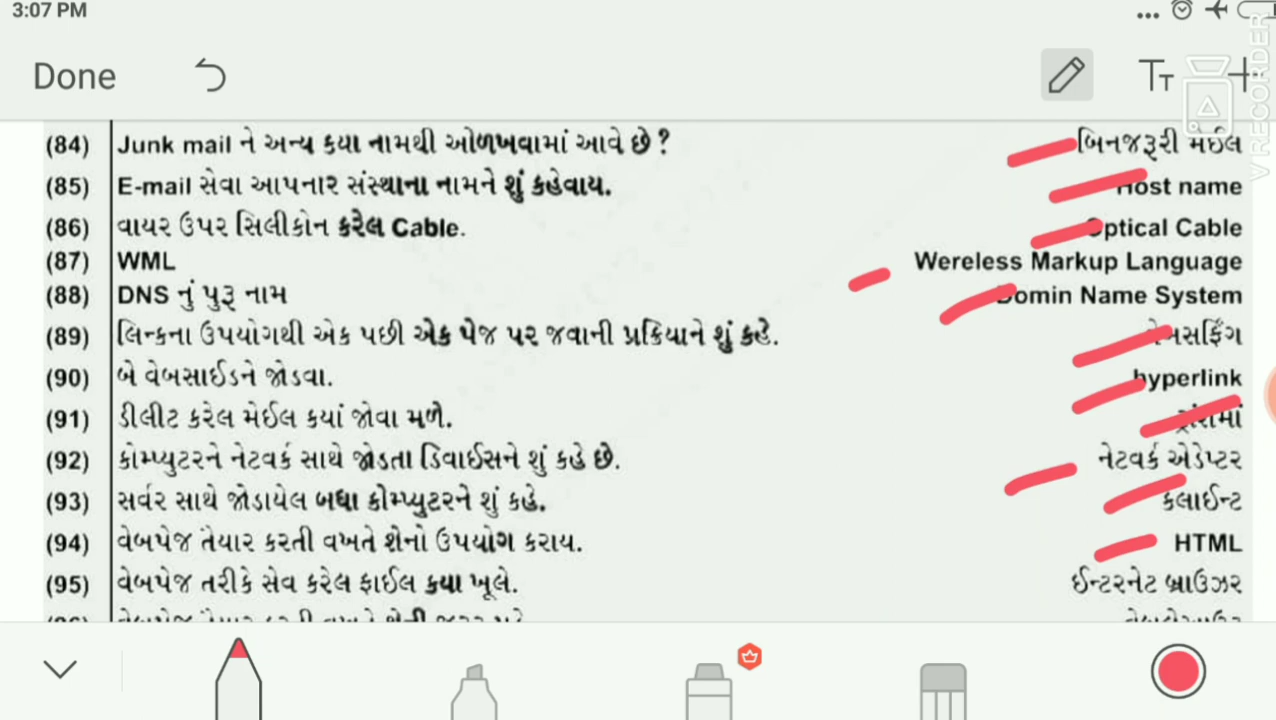 3:07 PM
Done
VRECORDER
(84) Junk mail ને અન્ય કયા નામથી ઓળખવામાં આવે છે ? બિનજરૂરી મેઈલ
(85) E-mail સેવા આપનાર સંસ્થાના નામને શું કહેવાય. Host name
(86) વાયર ઉપર સિલીકોન કરેલ Cable. Optical Cable
(87) WML Wereless Markup Language
(88) DNS નું પુરૂ નામ Domin Name System
(89) લિન્કના ઉપયોગથી એક પછી એક પેજ પર જવાની પ્રક્રિયાને શું કહે.
(90) બે વેબસાઈડને જોડવા. hyperlink
(91) ડીલીટ કરેલ મેઈલ કયાં જોવા મળે.
(92) કોમ્પ્યુટરને નેટવર્ક સાથે જોડતા ડિવાઈસને શું કહે છે. નેટવર્ક એડેપ્ટર
(93) સર્વર સાથે જોડાયેલ બધા કોમ્પ્યુટરને શું કહે. કલાઈન્ટ
(94) વેબપેજ તૈયાર કરતી વખતે શેનો ઉપયોગ કરાય. HTML
(95) વેબપેજ તરીકે સેવ કરેલ ફાઈલ કયા ખૂલે. ઈન્ટરનેટ બ્રાઉઝર